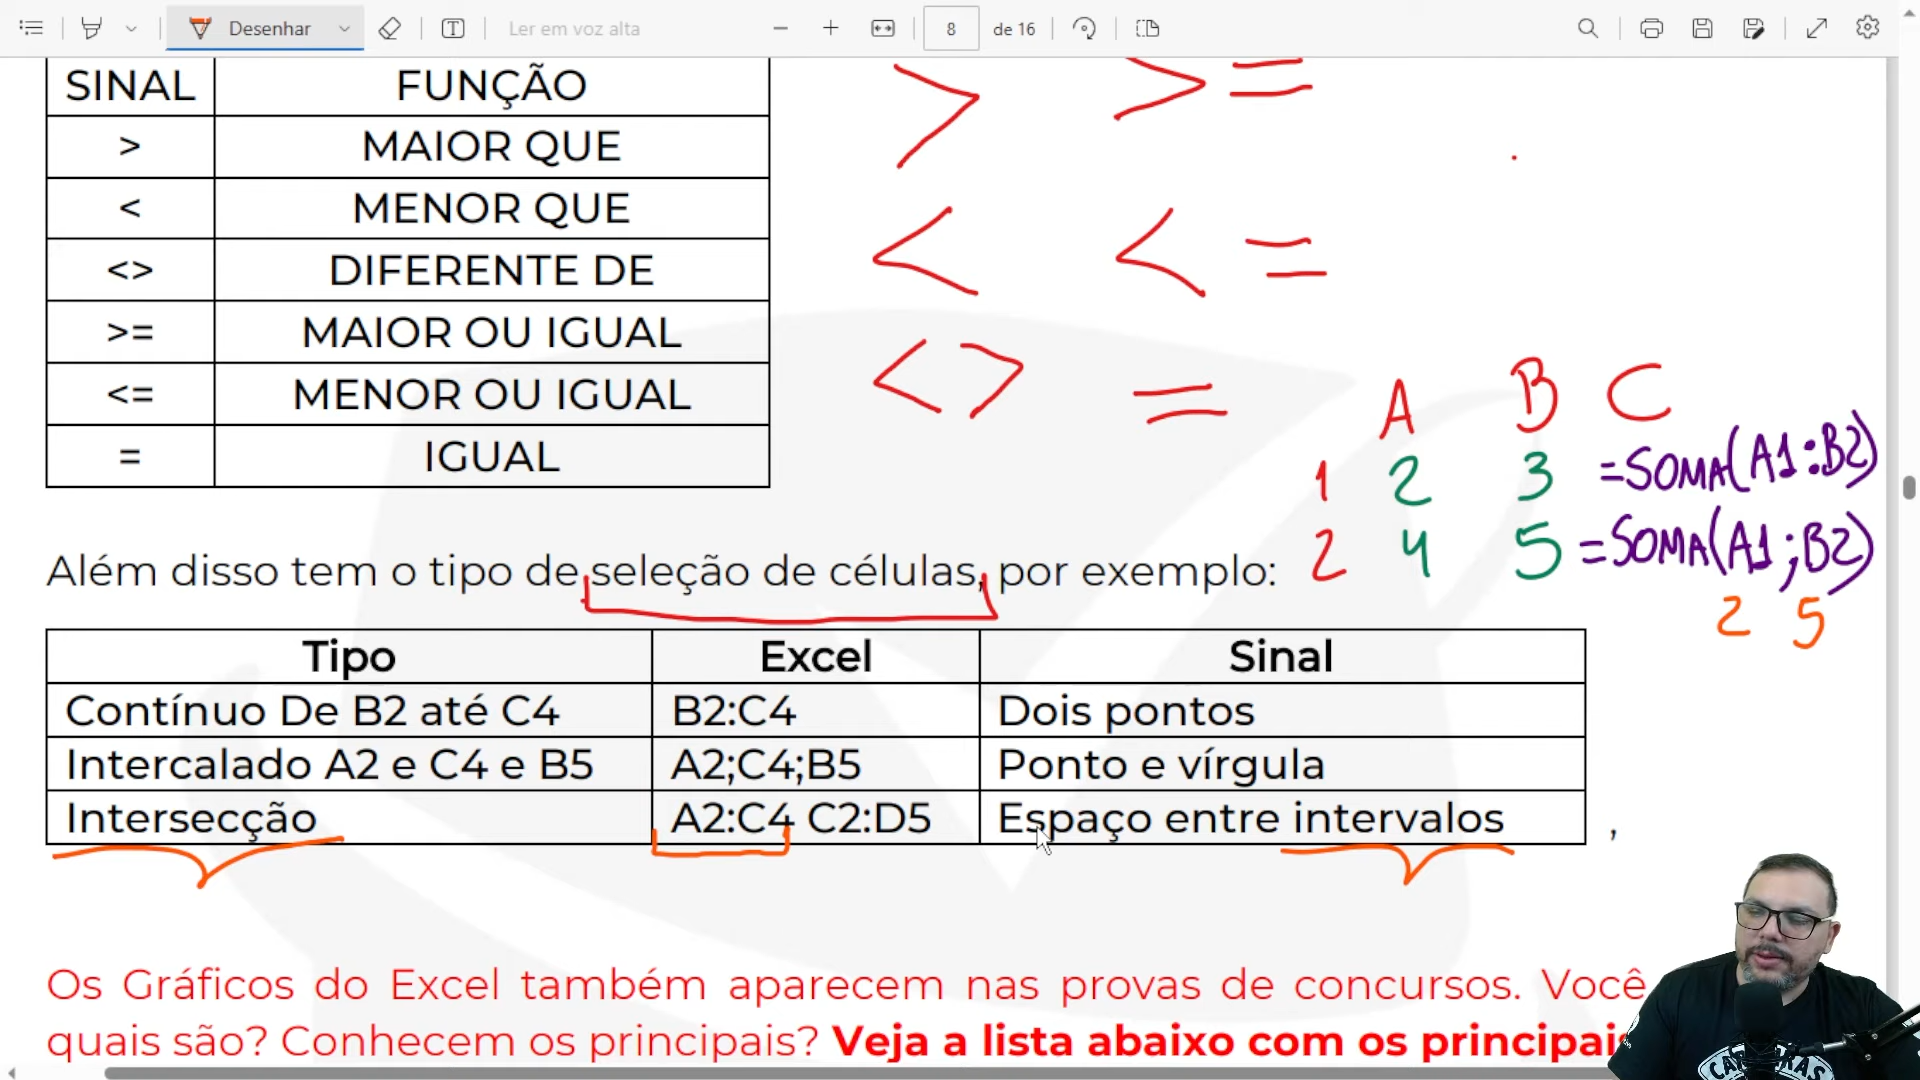 Desenhar
Ler em voz alta
8 de 16
SINAL FUNÇÃO
> MAIOR QUE
< MENOR QUE
<> DIFERENTE DE
>= MAIOR OU IGUAL
<= MENOR OU IGUAL
= IGUAL
> >=
< <=
<> =
A B C
1 2 3 =SOMA(A1:B2)
2 4 5 =SOMA(A1;B2)
2 5
Além disso tem o tipo de seleção de células, por exemplo:
Tipo Excel Sinal
Contínuo De B2 até C4 B2:C4 Dois pontos
Intercalado A2 e C4 e B5 A2;C4;B5 Ponto e vírgula
Intersecção A2:C4 C2:D5 Espaço entre intervalos
,
Os Gráficos do Excel também aparecem nas provas de concursos. Você
quais são? Conhecem os principais? Veja a lista abaixo com os principais